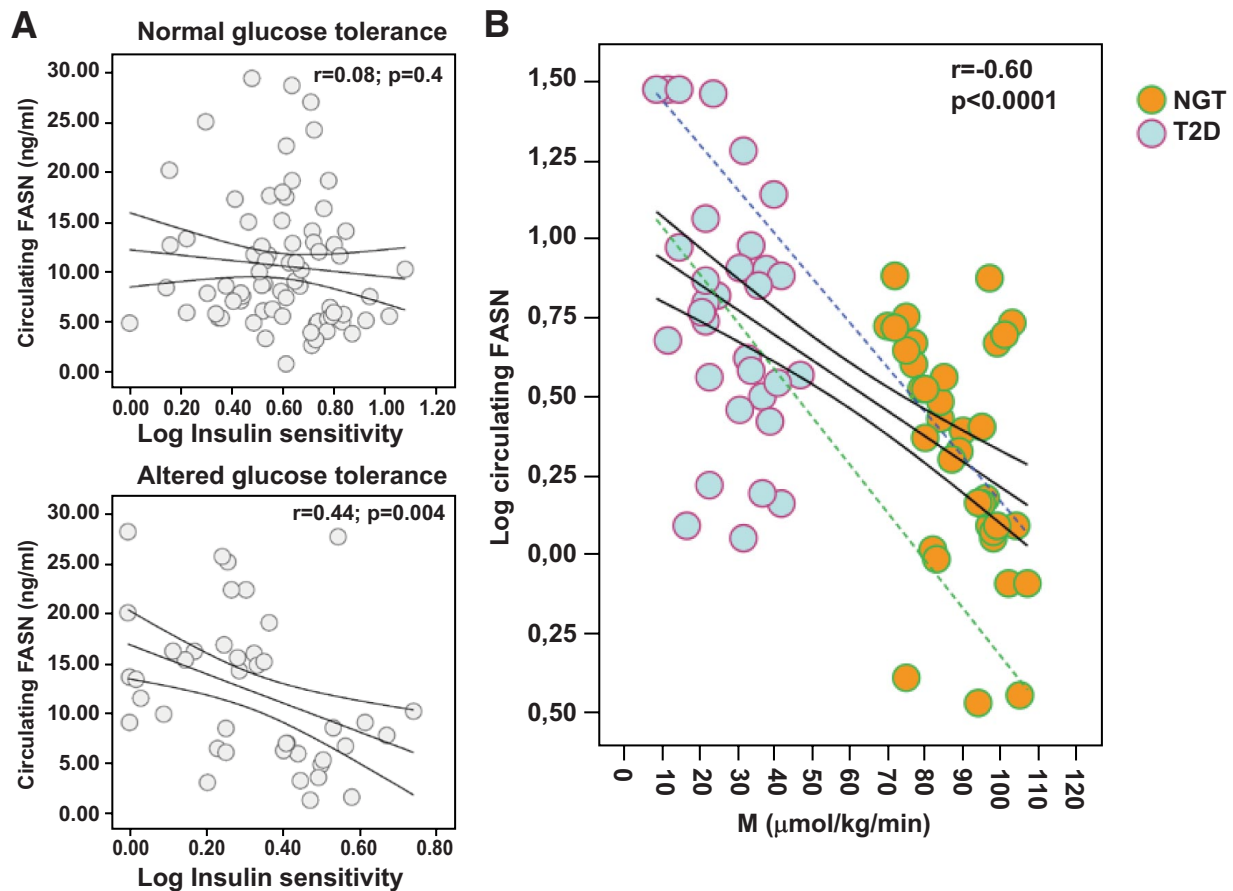 A
Normal glucose tolerance
r=0.08; p=0.4
30.00
25.00
20.00
15.00
10.00
5.00
0.00
Circulating FASN (ng/ml)
0.00 0.20 0.40 0.60 0.80 1.00 1.20
Log Insulin sensitivity
Altered glucose tolerance
r=0.44; p=0.004
30.00
25.00
20.00
15.00
10.00
5.00
0.00
Circulating FASN (ng/ml)
0.00 0.20 0.40 0.60 0.80
Log Insulin sensitivity
B
r=-0.60
p<0.0001
NGT
T2D
1,50
1,25
1,00
0,75
0,50
0,25
0,00
0,25
0,50
Log circulating FASN
0 10 20 30 40 50 60 70 80 90 100 110 120
M (μmol/kg/min)